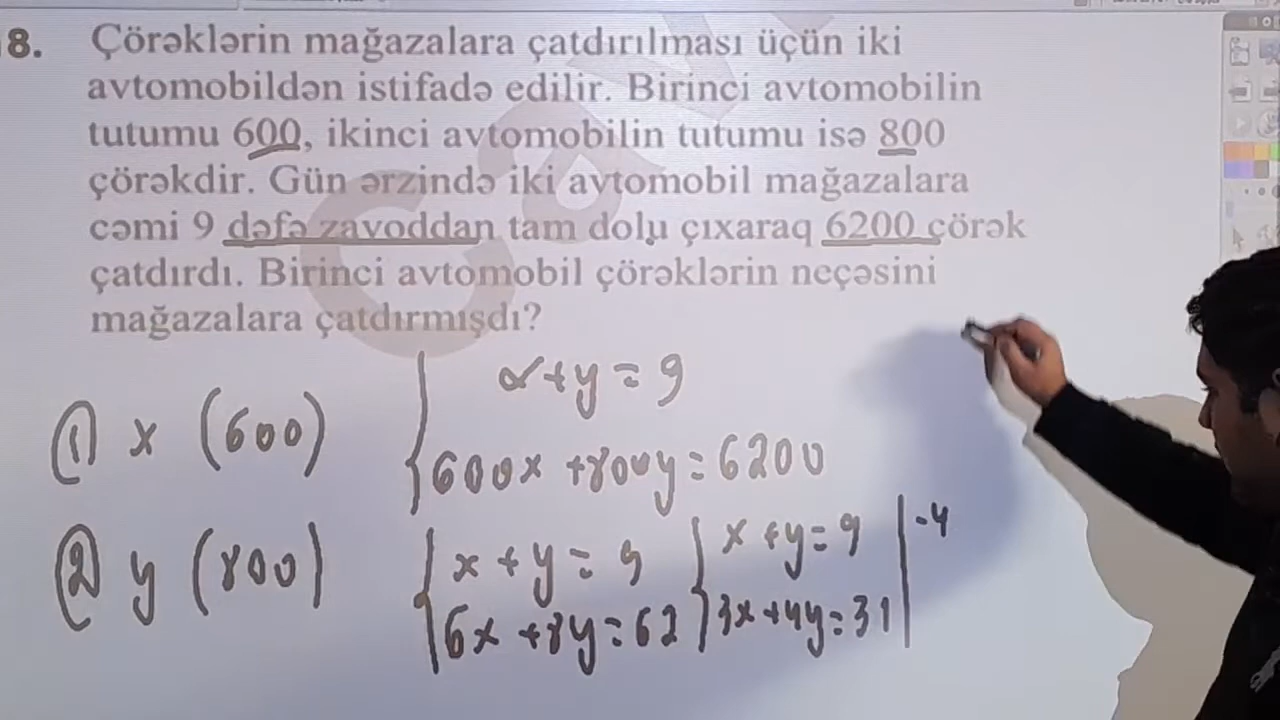 8. Çörəklərin mağazalara çatdırılması üçün iki
avtomobildən istifadə edilir. Birinci avtomobilin
tutumu 600, ikinci avtomobilin tutumu isə 800
çörəkdir. Gün ərzində iki avtomobil mağazalara
cəmi 9 dəfə zavoddan tam dolu çıxaraq 6200 çörək
çatdırdı. Birinci avtomobil çörəklərin neçəsini
mağazalara çatdırmışdı?
x+y=9
① x (600)
600x+800y=6200
② y (800)
x+y=9
6x+8y=62
x+y=9 | -4
3x+4y=31